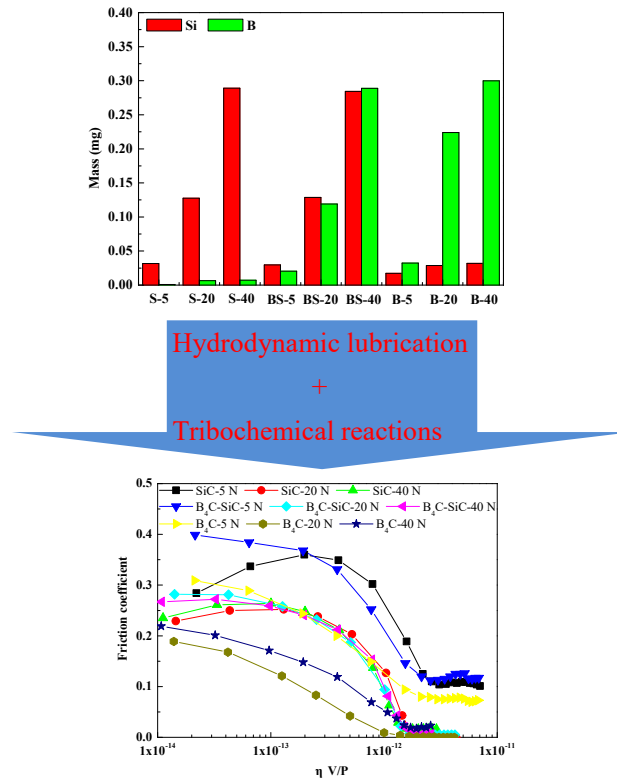 Si B
Mass (mg)
0.40
0.35
0.30
0.25
0.20
0.15
0.10
0.05
0.00
S-5 S-20 S-40 BS-5 BS-20 BS-40 B-5 B-20 B-40
Hydrodynamic lubrication
+
Tribochemical reactions
Friction coefficient
0.5
0.4
0.3
0.2
0.1
0.0
SiC-5 N SiC-20 N SiC-40 N
B₄C-SiC-5 N B₄C-SiC-20 N B₄C-SiC-40 N
B₄C-5 N B₄C-20 N B₄C-40 N
1x10⁻¹⁴ 1x10⁻¹³ 1x10⁻¹² 1x10⁻¹¹
η V/P